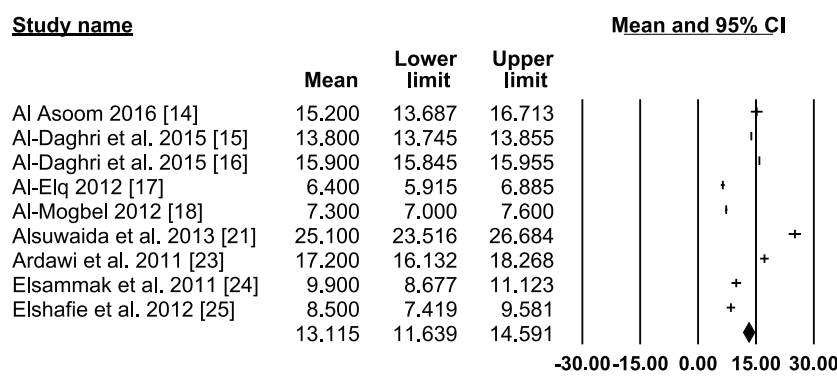 Study name Mean and 95% CI
Mean Lower limit Upper limit
Al Asoom 2016 [14] 15.200 13.687 16.713
Al-Daghri et al. 2015 [15] 13.800 13.745 13.855
Al-Daghri et al. 2015 [16] 15.900 15.845 15.955
Al-Elq 2012 [17] 6.400 5.915 6.885
Al-Mogbel 2012 [18] 7.300 7.000 7.600
Alsuwaida et al. 2013 [21] 25.100 23.516 26.684
Ardawi et al. 2011 [23] 17.200 16.132 18.268
Elsammak et al. 2011 [24] 9.900 8.677 11.123
Elshafie et al. 2012 [25] 8.500 7.419 9.581
13.115 11.639 14.591
-30.00 -15.00 0.00 15.00 30.00